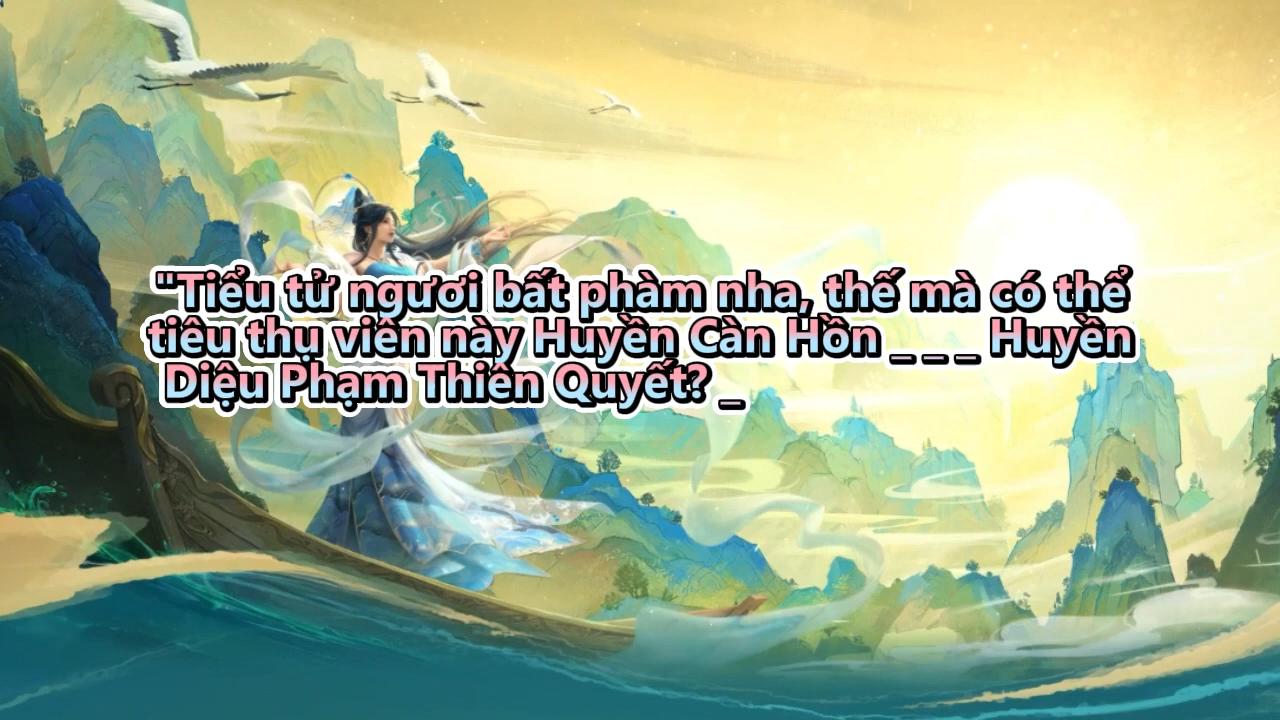 "Tiểu tử ngươi bất phàm nha, thế mà có thể
tiêu thụ viên này Huyền Càn Hồn _ _ _ Huyền
Diệu Phạm Thiên Quyết? _